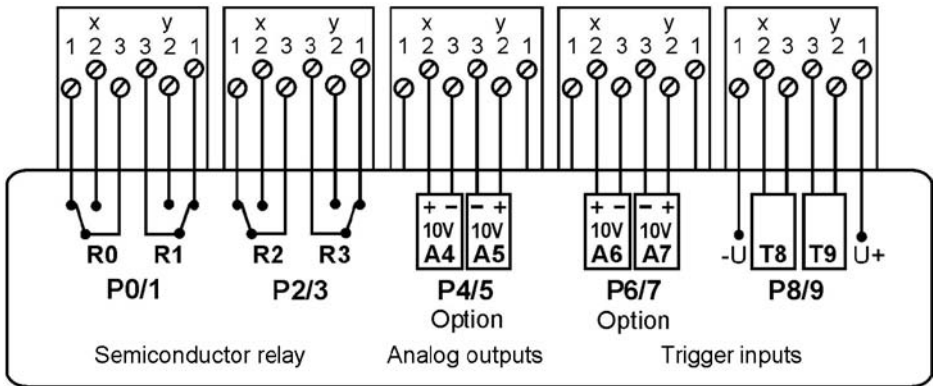 x y x y x y x y x y
1 2 3 3 2 1 1 2 3 3 2 1 1 2 3 3 2 1 1 2 3 3 2 1 1 2 3 3 2 1
+ − − + + − − +
10V 10V 10V 10V
R0 R1 R2 R3 A4 A5 A6 A7 -U T8 T9 U+
P0/1 P2/3 P4/5 P6/7 P8/9
Option Option
Semiconductor relay Analog outputs Trigger inputs